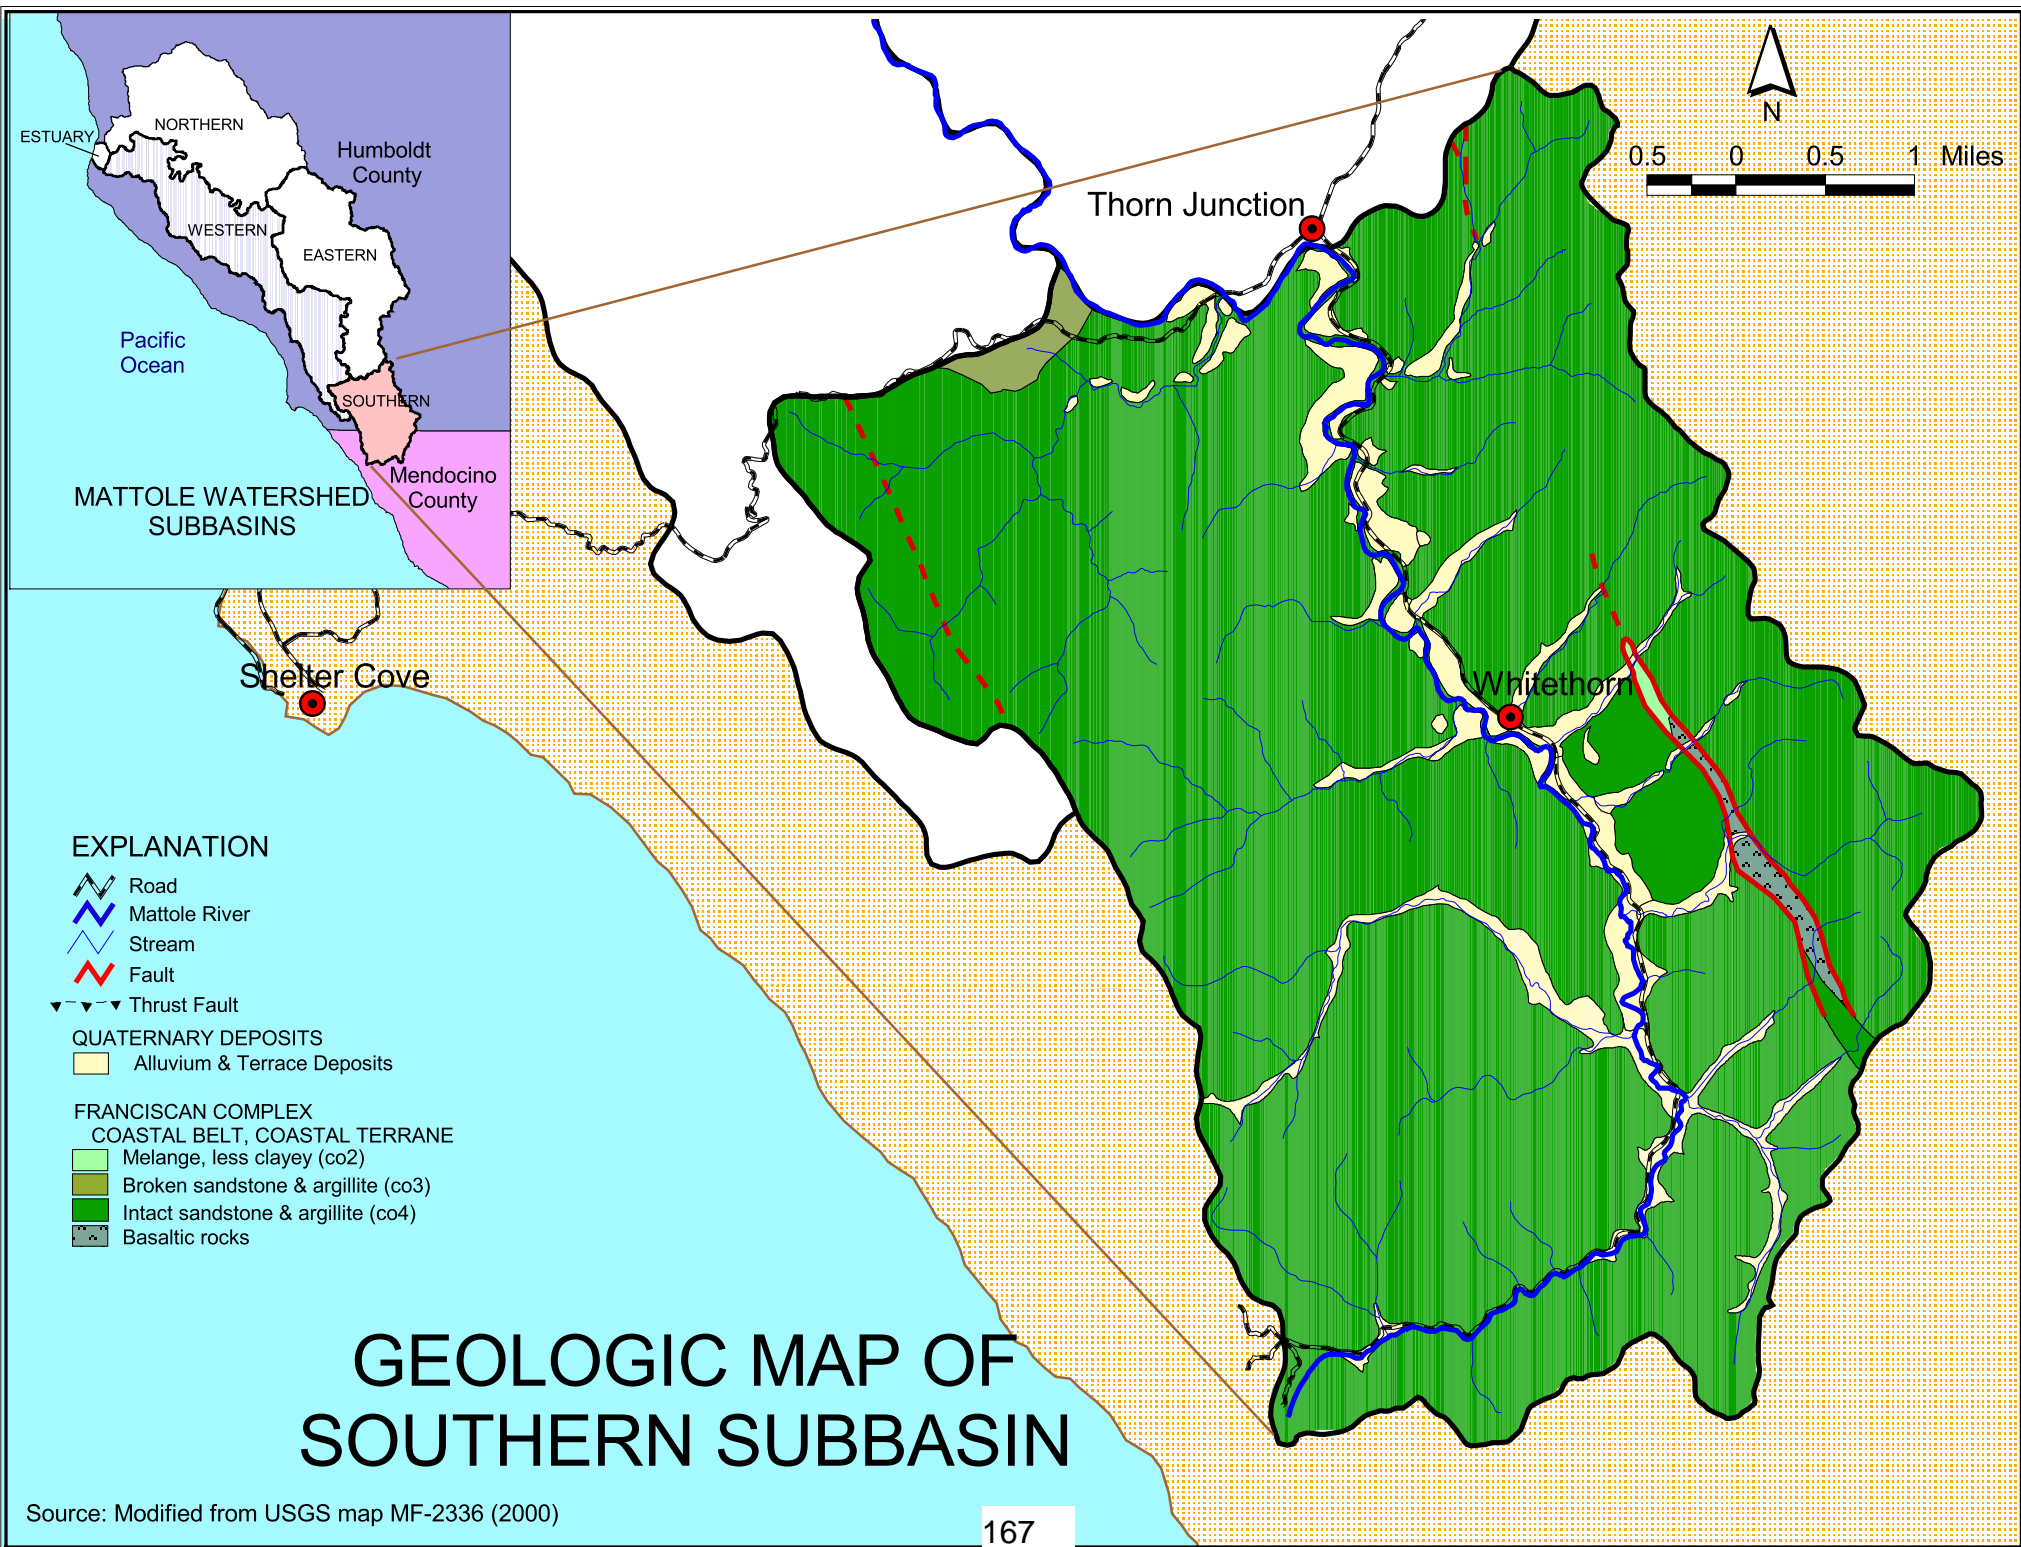 NORTHERN
ESTUARY
Humboldt
County
WESTERN
EASTERN
Pacific
Ocean
SOUTHERN
Mendocino
County
MATTOLE WATERSHED
SUBBASINS
N
0.5 0 0.5 1 Miles
Thorn Junction
Whitethorn
Shelter Cove
EXPLANATION
Road
Mattole River
Stream
Fault
Thrust Fault
QUATERNARY DEPOSITS
Alluvium & Terrace Deposits
FRANCISCAN COMPLEX
COASTAL BELT, COASTAL TERRANE
Melange, less clayey (co2)
Broken sandstone & argillite (co3)
Intact sandstone & argillite (co4)
Basaltic rocks
GEOLOGIC MAP OF
SOUTHERN SUBBASIN
Source: Modified from USGS map MF-2336 (2000)
167